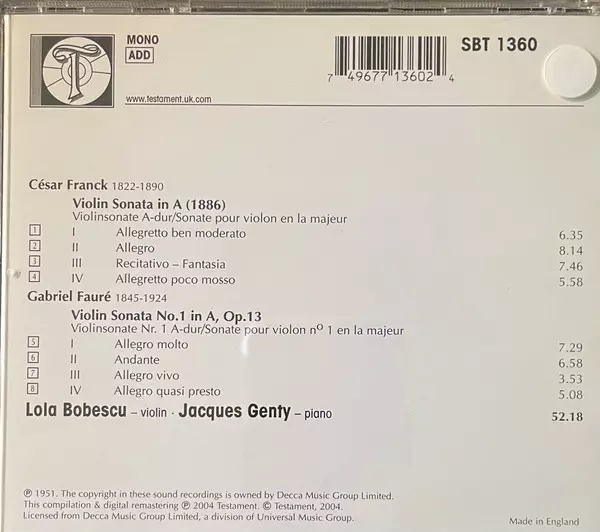 MONO
ADD
SBT 1360
7 49677 13602 4
www.testament.uk.com
César Franck 1822-1890
Violin Sonata in A (1886)
Violinsonate A-dur/Sonate pour violon en la majeur
1 I Allegretto ben moderato 6.35
2 II Allegro 8.14
3 III Recitativo – Fantasia 7.46
4 IV Allegretto poco mosso 5.58
Gabriel Fauré 1845-1924
Violin Sonata No.1 in A, Op.13
Violinsonate Nr. 1 A-dur/Sonate pour violon nº 1 en la majeur
5 I Allegro molto 7.29
6 II Andante 6.58
7 III Allegro vivo 3.53
8 IV Allegro quasi presto 5.08
Lola Bobescu – violin · Jacques Genty – piano 52.18
℗ 1951. The copyright in these sound recordings is owned by Decca Music Group Limited.
This compilation & digital remastering ℗ 2004 Testament. © Testament, 2004.
Licensed from Decca Music Group Limited, a division of Universal Music Group.
Made in England